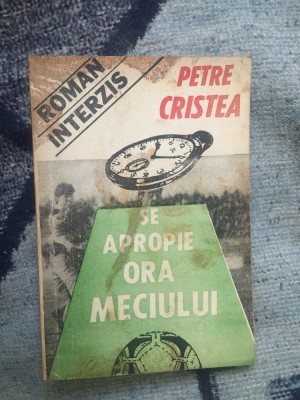 ROMAN
INTERZIS
PETRE
CRISTEA
SE
APROPIE
ORA
MECIULUI